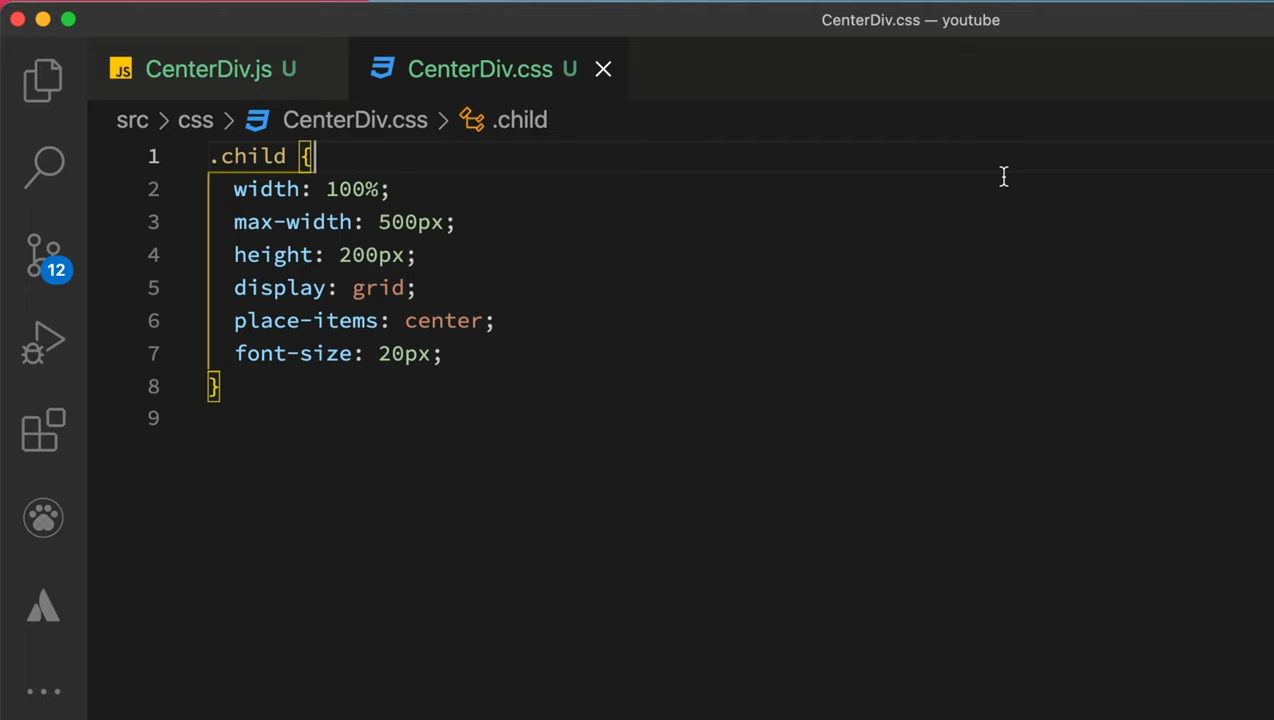 CenterDiv.css — youtube
JS CenterDiv.js U CenterDiv.css U
src > css > CenterDiv.css > .child
1 .child {
2 width: 100%;
3 max-width: 500px;
4 height: 200px;
5 display: grid;
6 place-items: center;
7 font-size: 20px;
8 }
9
12